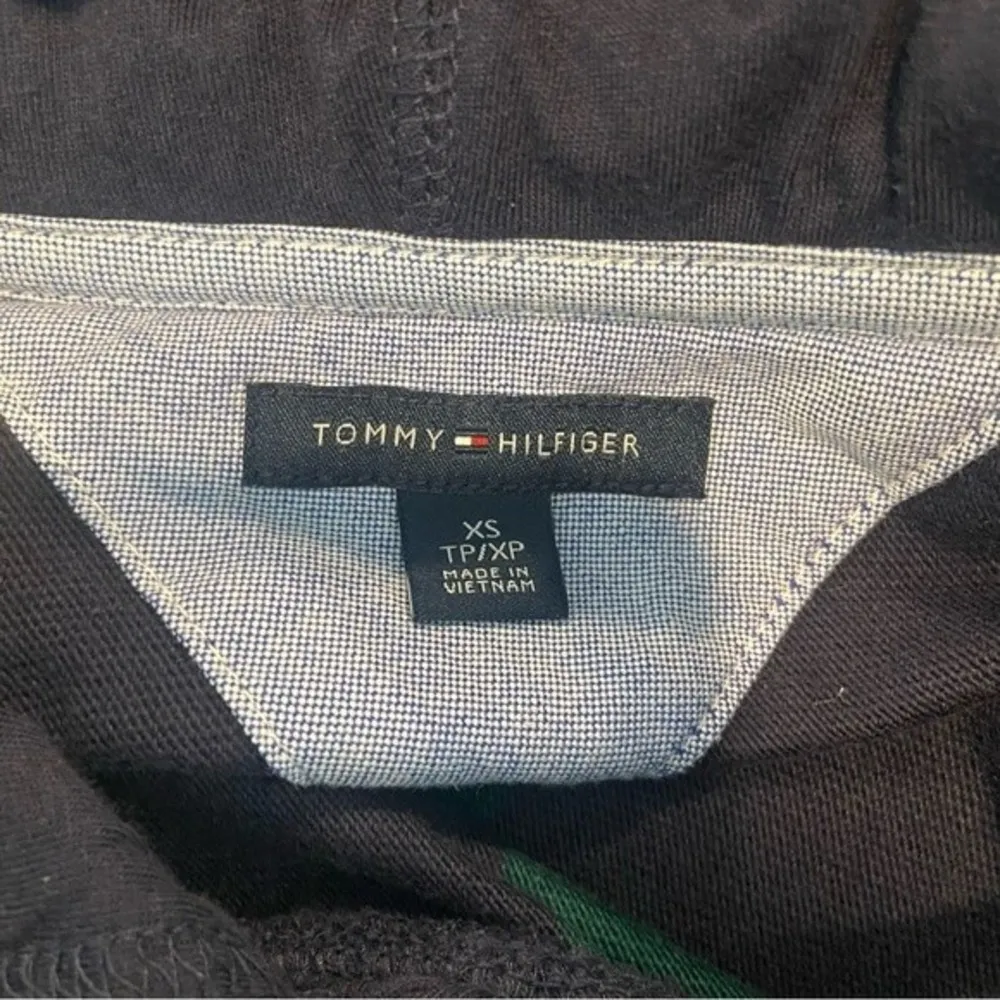 TOMMY HILFIGER
XS
TP/XP
MADE IN
VIETNAM